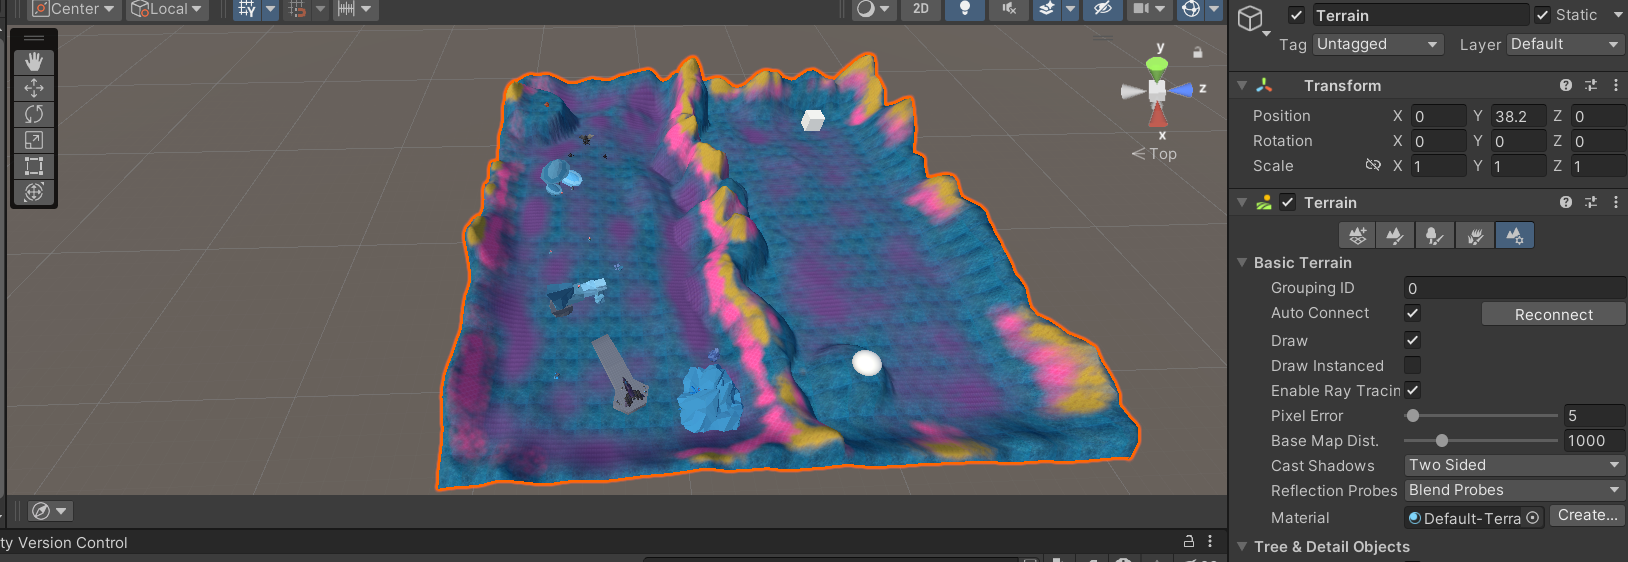 Center
Local
2D
Terrain
Static
Tag Untagged Layer Default
y
z
x
Top
Transform
Position X 0 Y 38.2 Z 0
Rotation X 0 Y 0 Z 0
Scale X 1 Y 1 Z 1
Terrain
Basic Terrain
Grouping ID 0
Auto Connect Reconnect
Draw
Draw Instanced
Enable Ray Tracin
Pixel Error 5
Base Map Dist. 1000
Cast Shadows Two Sided
Reflection Probes Blend Probes
Material Default-Terra Create...
Tree & Detail Objects
ty Version Control